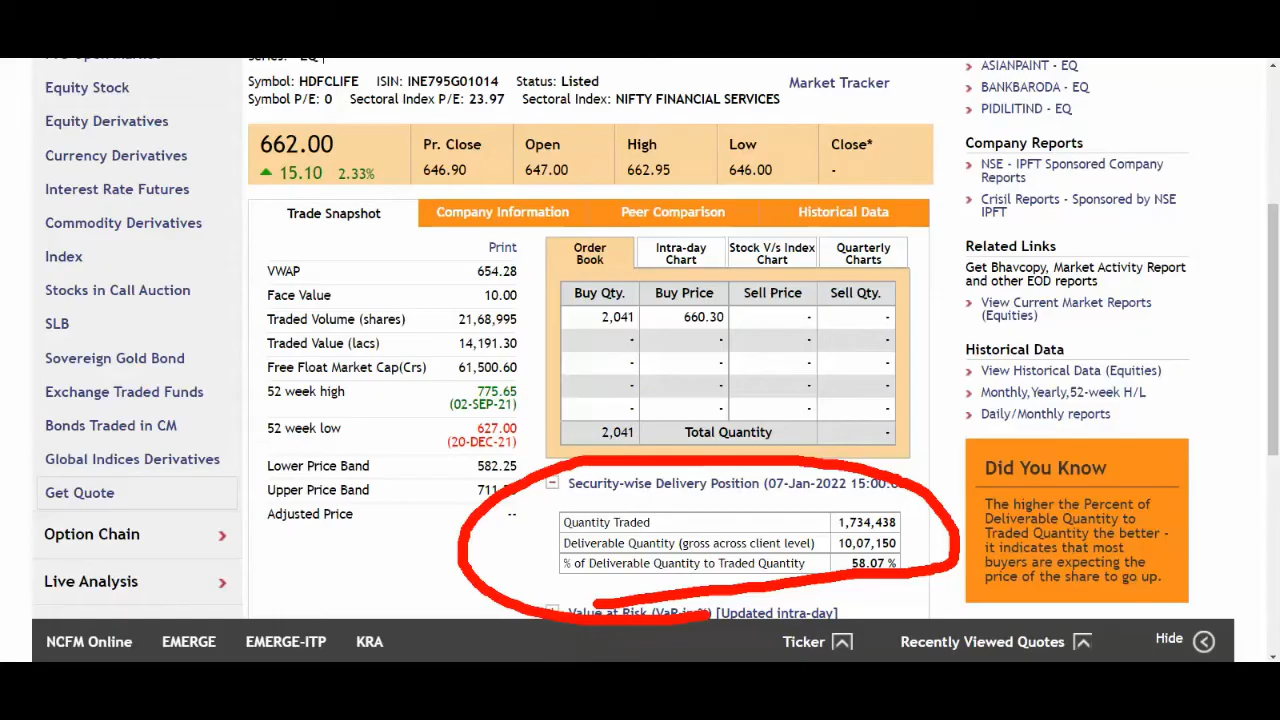 Series: EQ
Symbol: HDFCLIFE ISIN: INE795G01014 Status: Listed
Symbol P/E: 0 Sectoral Index P/E: 23.97 Sectoral Index: NIFTY FINANCIAL SERVICES
Market Tracker
Equity Stock
Equity Derivatives
Currency Derivatives
Interest Rate Futures
Commodity Derivatives
Index
Stocks in Call Auction
SLB
Sovereign Gold Bond
Exchange Traded Funds
Bonds Traded in CM
Global Indices Derivatives
Get Quote
Option Chain
Live Analysis
662.00 Pr. Close Open High Low Close*
15.10 2.33% 646.90 647.00 662.95 646.00 -
Trade Snapshot Company Information Peer Comparison Historical Data
Print
VWAP 654.28
Face Value 10.00
Traded Volume (shares) 21,68,995
Traded Value (lacs) 14,191.30
Free Float Market Cap(Crs) 61,500.60
52 week high 775.65
(02-SEP-21)
52 week low 627.00
(20-DEC-21)
Lower Price Band 582.25
Upper Price Band
Adjusted Price --
Order Book
Intra-day Chart
Stock V/s Index Chart
Quarterly Charts
Buy Qty. Buy Price Sell Price Sell Qty.
2,041 660.30 - -
- - - -
- - - -
- - - -
- - - -
2,041 Total Quantity -
Security-wise Delivery Position (07-Jan-2022 15:00:
Quantity Traded 1,734,438
Deliverable Quantity (gross across client level) 10,07,150
% of Deliverable Quantity to Traded Quantity 58.07 %
Value at Risk (VaR [Updated intra-day]
ASIANPAINT - EQ
BANKBARODA - EQ
PIDILITIND - EQ
Company Reports
NSE - IPFT Sponsored Company
Reports
Crisil Reports - Sponsored by NSE
IPFT
Related Links
Get Bhavcopy, Market Activity Report
and other EOD reports
View Current Market Reports
(Equities)
Historical Data
View Historical Data (Equities)
Monthly,Yearly,52-week H/L
Daily/Monthly reports
Did You Know
The higher the Percent of
Deliverable Quantity to
Traded Quantity the better -
it indicates that most
buyers are expecting the
price of the share to go up.
NCFM Online EMERGE EMERGE-ITP KRA Ticker Recently Viewed Quotes Hide